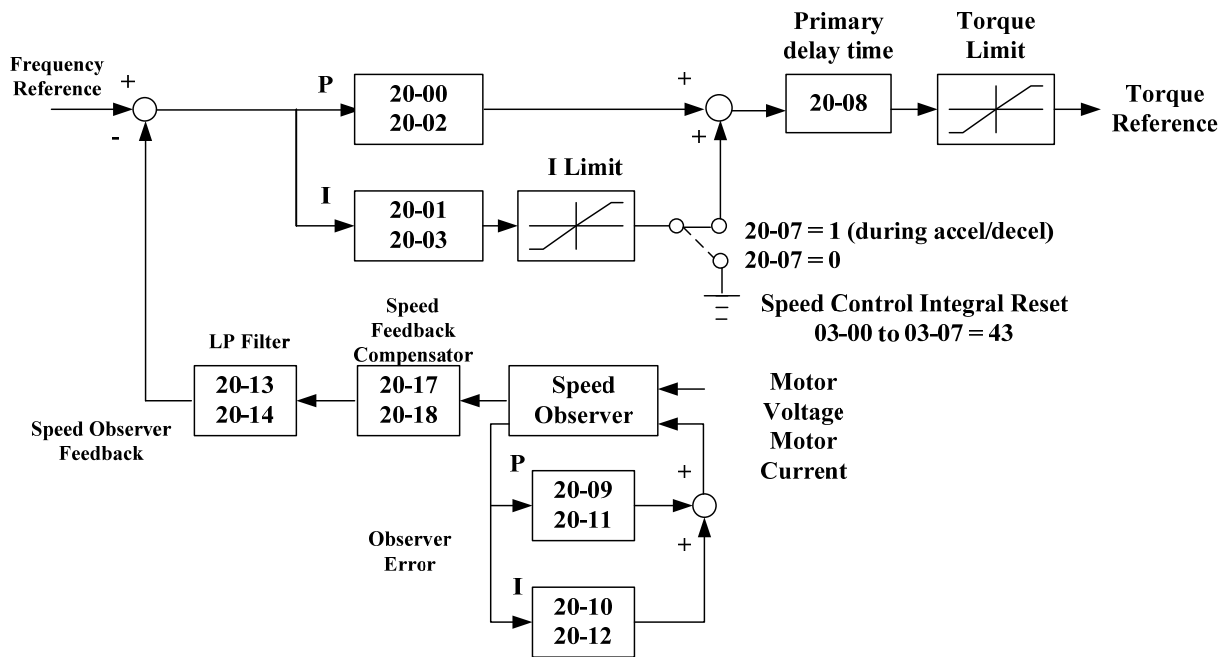 Frequency
Reference
+
-
P
20-00
20-02
+
+
Primary
delay time
20-08
Torque
Limit
Torque
Reference
I
20-01
20-03
I Limit
20-07 = 1 (during accel/decel)
20-07 = 0
Speed Control Integral Reset
03-00 to 03-07 = 43
LP Filter
20-13
20-14
Speed
Feedback
Compensator
20-17
20-18
Speed
Observer
Motor
Voltage
Motor
Current
Speed Observer
Feedback
P
20-09
20-11
+
+
Observer
Error
I
20-10
20-12